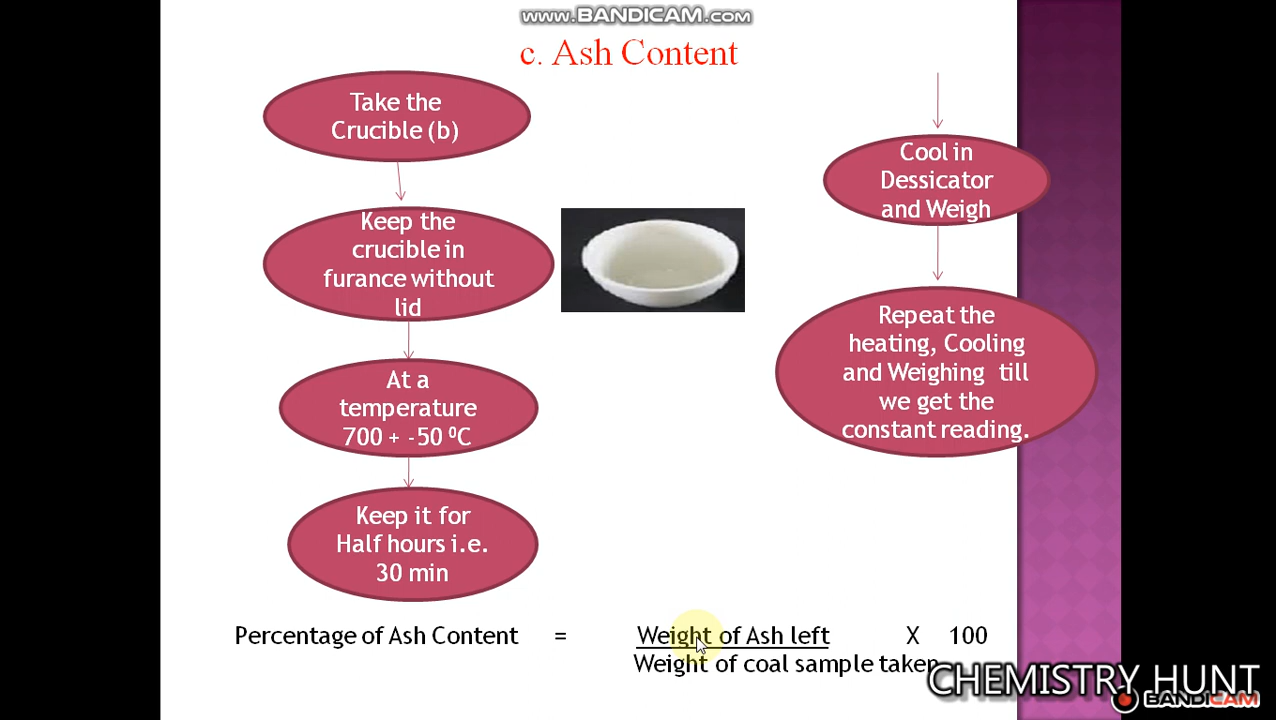 www.BANDICAM.com
c. Ash Content
Take the
Crucible (b)
Keep the
crucible in
furance without
lid
At a
temperature
700 + -50 ⁰C
Keep it for
Half hours i.e.
30 min
Cool in
Dessicator
and Weigh
Repeat the
heating, Cooling
and Weighing till
we get the
constant reading.
Percentage of Ash Content = Weight of Ash left X 100
Weight of coal sample taken
CHEMISTRY HUNT
BANDICAM